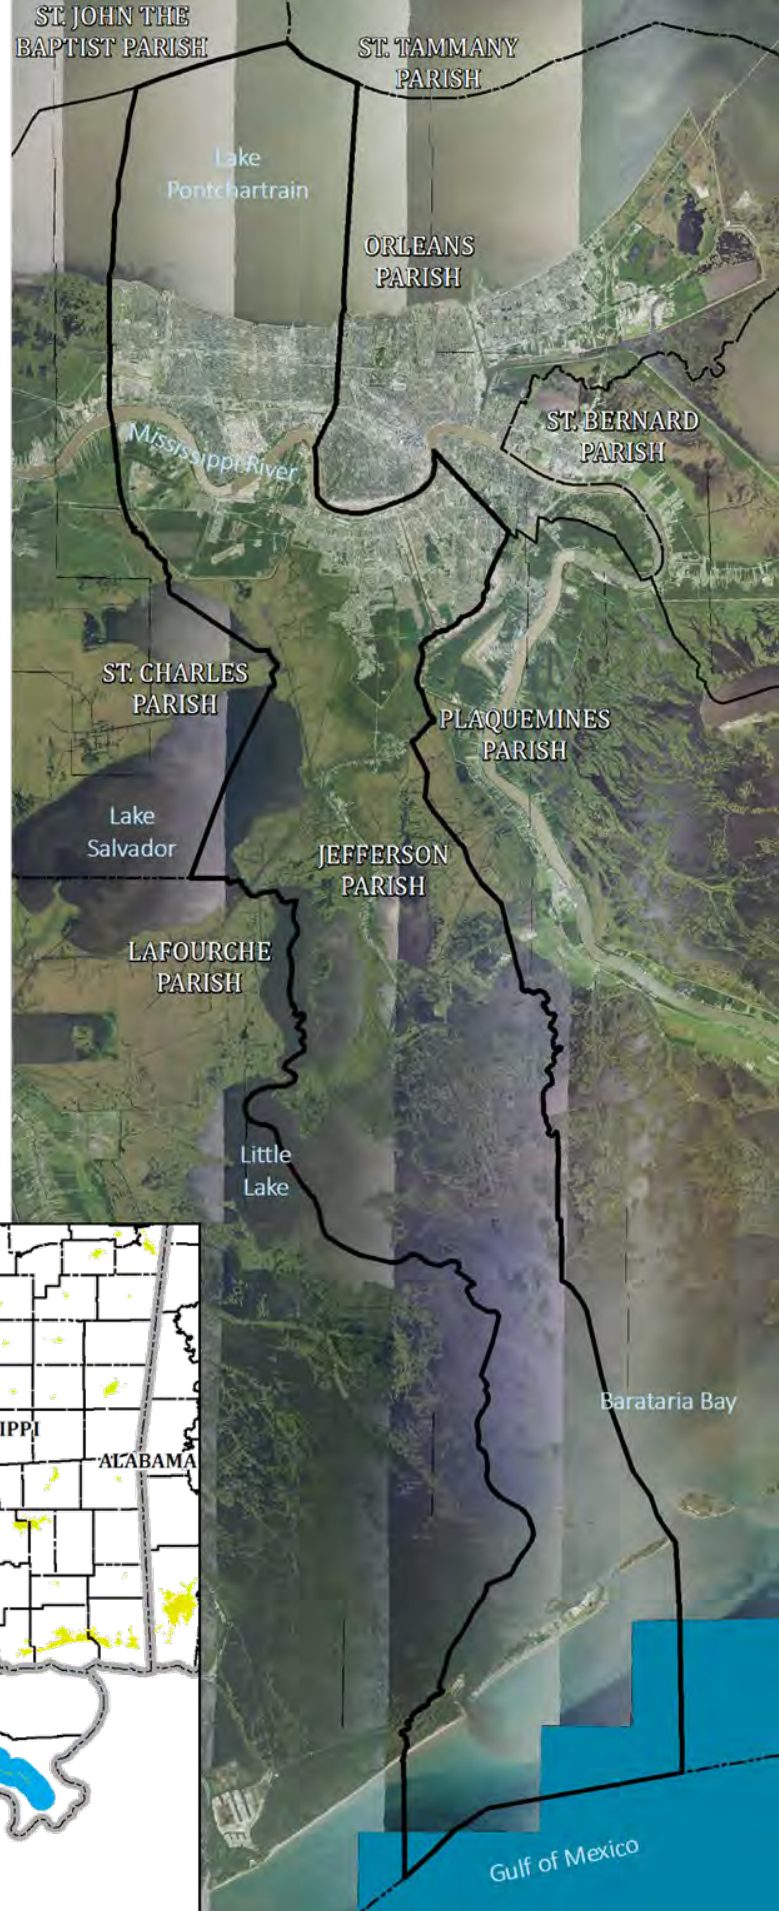 ST. JOHN THE
BAPTIST PARISH
ST. TAMMANY
PARISH
Lake
Pontchartrain
ORLEANS
PARISH
ST. BERNARD
PARISH
Mississippi River
ST. CHARLES
PARISH
PLAQUEMINES
PARISH
Lake
Salvador
JEFFERSON
PARISH
LAFOURCHE
PARISH
Little
Lake
Barataria Bay
IPPI
ALABAMA
Gulf of Mexico